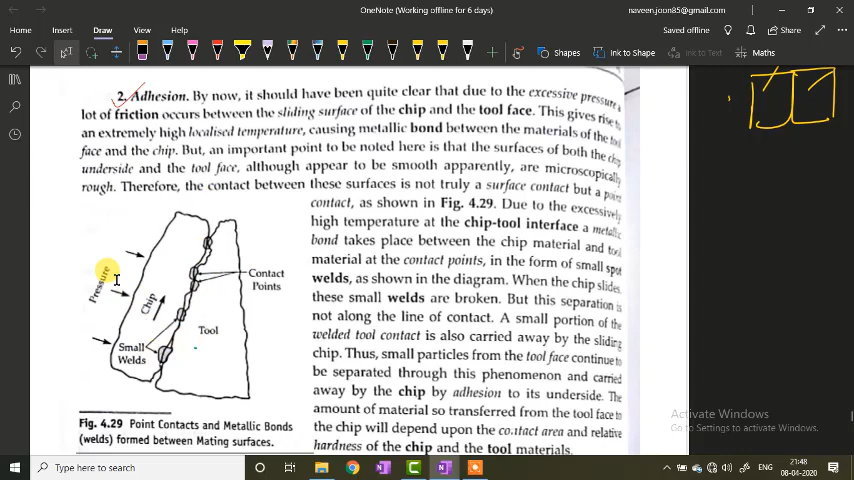 OneNote (Working offline for 6 days)
naveen.joon85@gmail.com
Home Insert Draw View Help
Saved offline Share
Shapes Ink to Shape Maths
2. Adhesion. By now, it should have been quite clear that due to the excessive pressure a
lot of friction occurs between the sliding surface of the chip and the tool face. This gives rise to
an extremely high localised temperature, causing metallic bond between the materials of the tool
face and the chip. But, an important point to be noted here is that the surfaces of both the chip
underside and the tool face, although appear to be smooth apparently, are microscopically
rough. Therefore, the contact between these surfaces is not truly a surface contact but a point
contact, as shown in Fig. 4.29. Due to the excessively
high temperature at the chip-tool interface a metallic
bond takes place between the chip material and tool
material at the contact points, in the form of small spot
welds, as shown in the diagram. When the chip slides
these small welds are broken. But this separation is
not along the line of contact. A small portion of the
welded tool contact is also carried away by the sliding
chip. Thus, small particles from the tool face continue to
be separated through this phenomenon and carried
away by the chip by adhesion to its underside. The
amount of material so transferred from the tool face to
the chip will depend upon the contact area and relative
hardness of the chip and the tool materials.
Pressure
Chip
Contact
Points
Tool
Small
Welds
Fig. 4.29 Point Contacts and Metallic Bonds
(welds) formed between Mating surfaces.
Activate Windows
Go to Settings to activate Windows.
Type here to search
ENG
21:48
08-04-2020